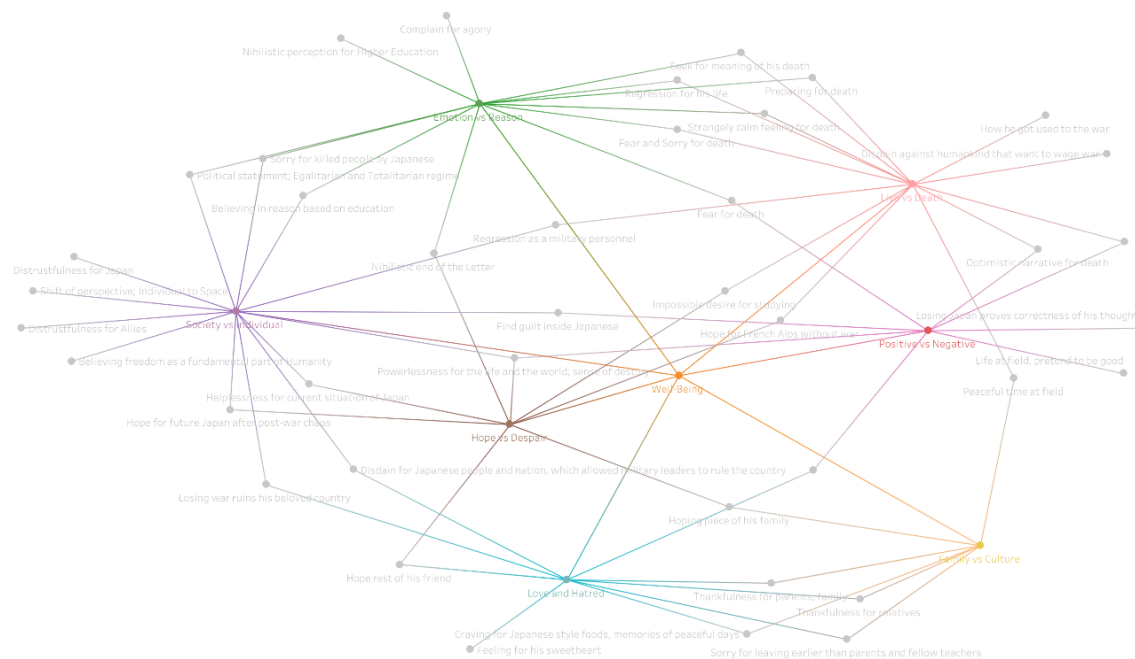 Complain for agony
Nihilistic perception for Higher Education
Seek for meaning of his death
Preparing for death
Regression for his life
Emotion vs Reason
Strangely calm feeling for death
How he got used to the war
Fear and Sorry for death
Disdain against humankind that want to wage war
Sorry for killed people by Japanese
Political statement; Egalitarian and Totalitarian regime
Live vs Death
Believing in reason based on education
Fear for death
Regression as a military personnel
Optimistic narrative for death
Nihilistic end of the Letter
Distrustfulness for Japan
Shift of perspective; Individual to Space
Impossible desire for studying
Losing Japan proves correctness of his thought
Society vs Individual
Find guilt inside Japanese
Distrustfulness for Allies
Hope for French Alps without war
Positive vs Negative
Believing freedom as a fundamental part of Humanity
Life at field, pretend to be good
Powerlessness for the life and the world; sense of destiny
Well-Being
Peaceful time at field
Helplessness for current situation of Japan
Hope for future Japan after post-war chaos
Hope vs Despair
Disdain for Japanese people and nation, which allowed military leaders to rule the country
Losing war ruins his beloved country
Hoping piece of his family
Family vs Culture
Hope rest of his friend
Love and Hatred
Thankfulness for parents, family
Thankfulness for relatives
Craving for Japanese style foods, memories of peaceful days
Feeling for his sweetheart
Sorry for leaving earlier than parents and fellow teachers